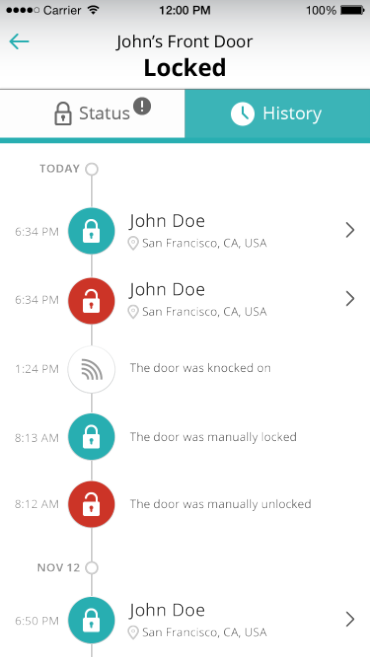 Carrier 12:00 PM 100%
John's Front Door
Locked
Status ! History
TODAY
6:34 PM John Doe
San Francisco, CA, USA
6:34 PM John Doe
San Francisco, CA, USA
1:24 PM The door was knocked on
8:13 AM The door was manually locked
8:12 AM The door was manually unlocked
NOV 12
6:50 PM John Doe
San Francisco, CA, USA